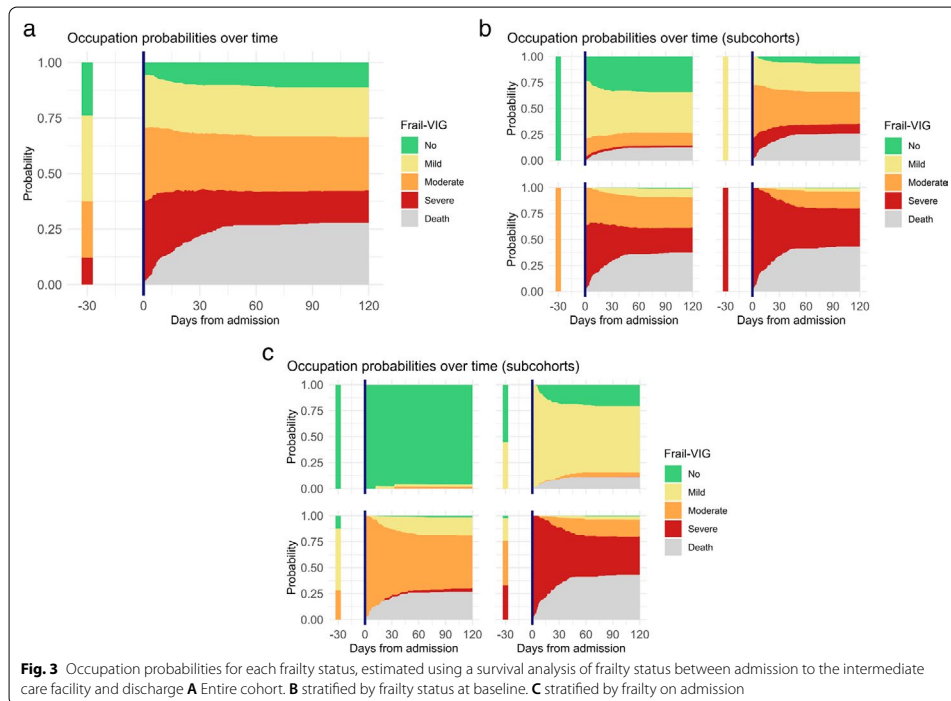 a
Occupation probabilities over time
1.00
0.75
0.50
0.25
0.00
Probability
-30 0 30 60 90 120
Days from admission
Frail-VIG
No
Mild
Moderate
Severe
Death
b
Occupation probabilities over time (subcohorts)
1.00
0.75
0.50
0.25
0.00
1.00
0.75
0.50
0.25
0.00
Probability
-30 0 30 60 90 120 -30 0 30 60 90 120
Days from admission
Frail-VIG
No
Mild
Moderate
Severe
Death
c
Occupation probabilities over time (subcohorts)
1.00
0.75
0.50
0.25
0.00
1.00
0.75
0.50
0.25
0.00
Probability
-30 0 30 60 90 120 -30 0 30 60 90 120
Days from admission
Frail-VIG
No
Mild
Moderate
Severe
Death
Fig. 3 Occupation probabilities for each frailty status, estimated using a survival analysis of frailty status between admission to the intermediate
care facility and discharge A Entire cohort. B stratified by frailty status at baseline. C stratified by frailty on admission